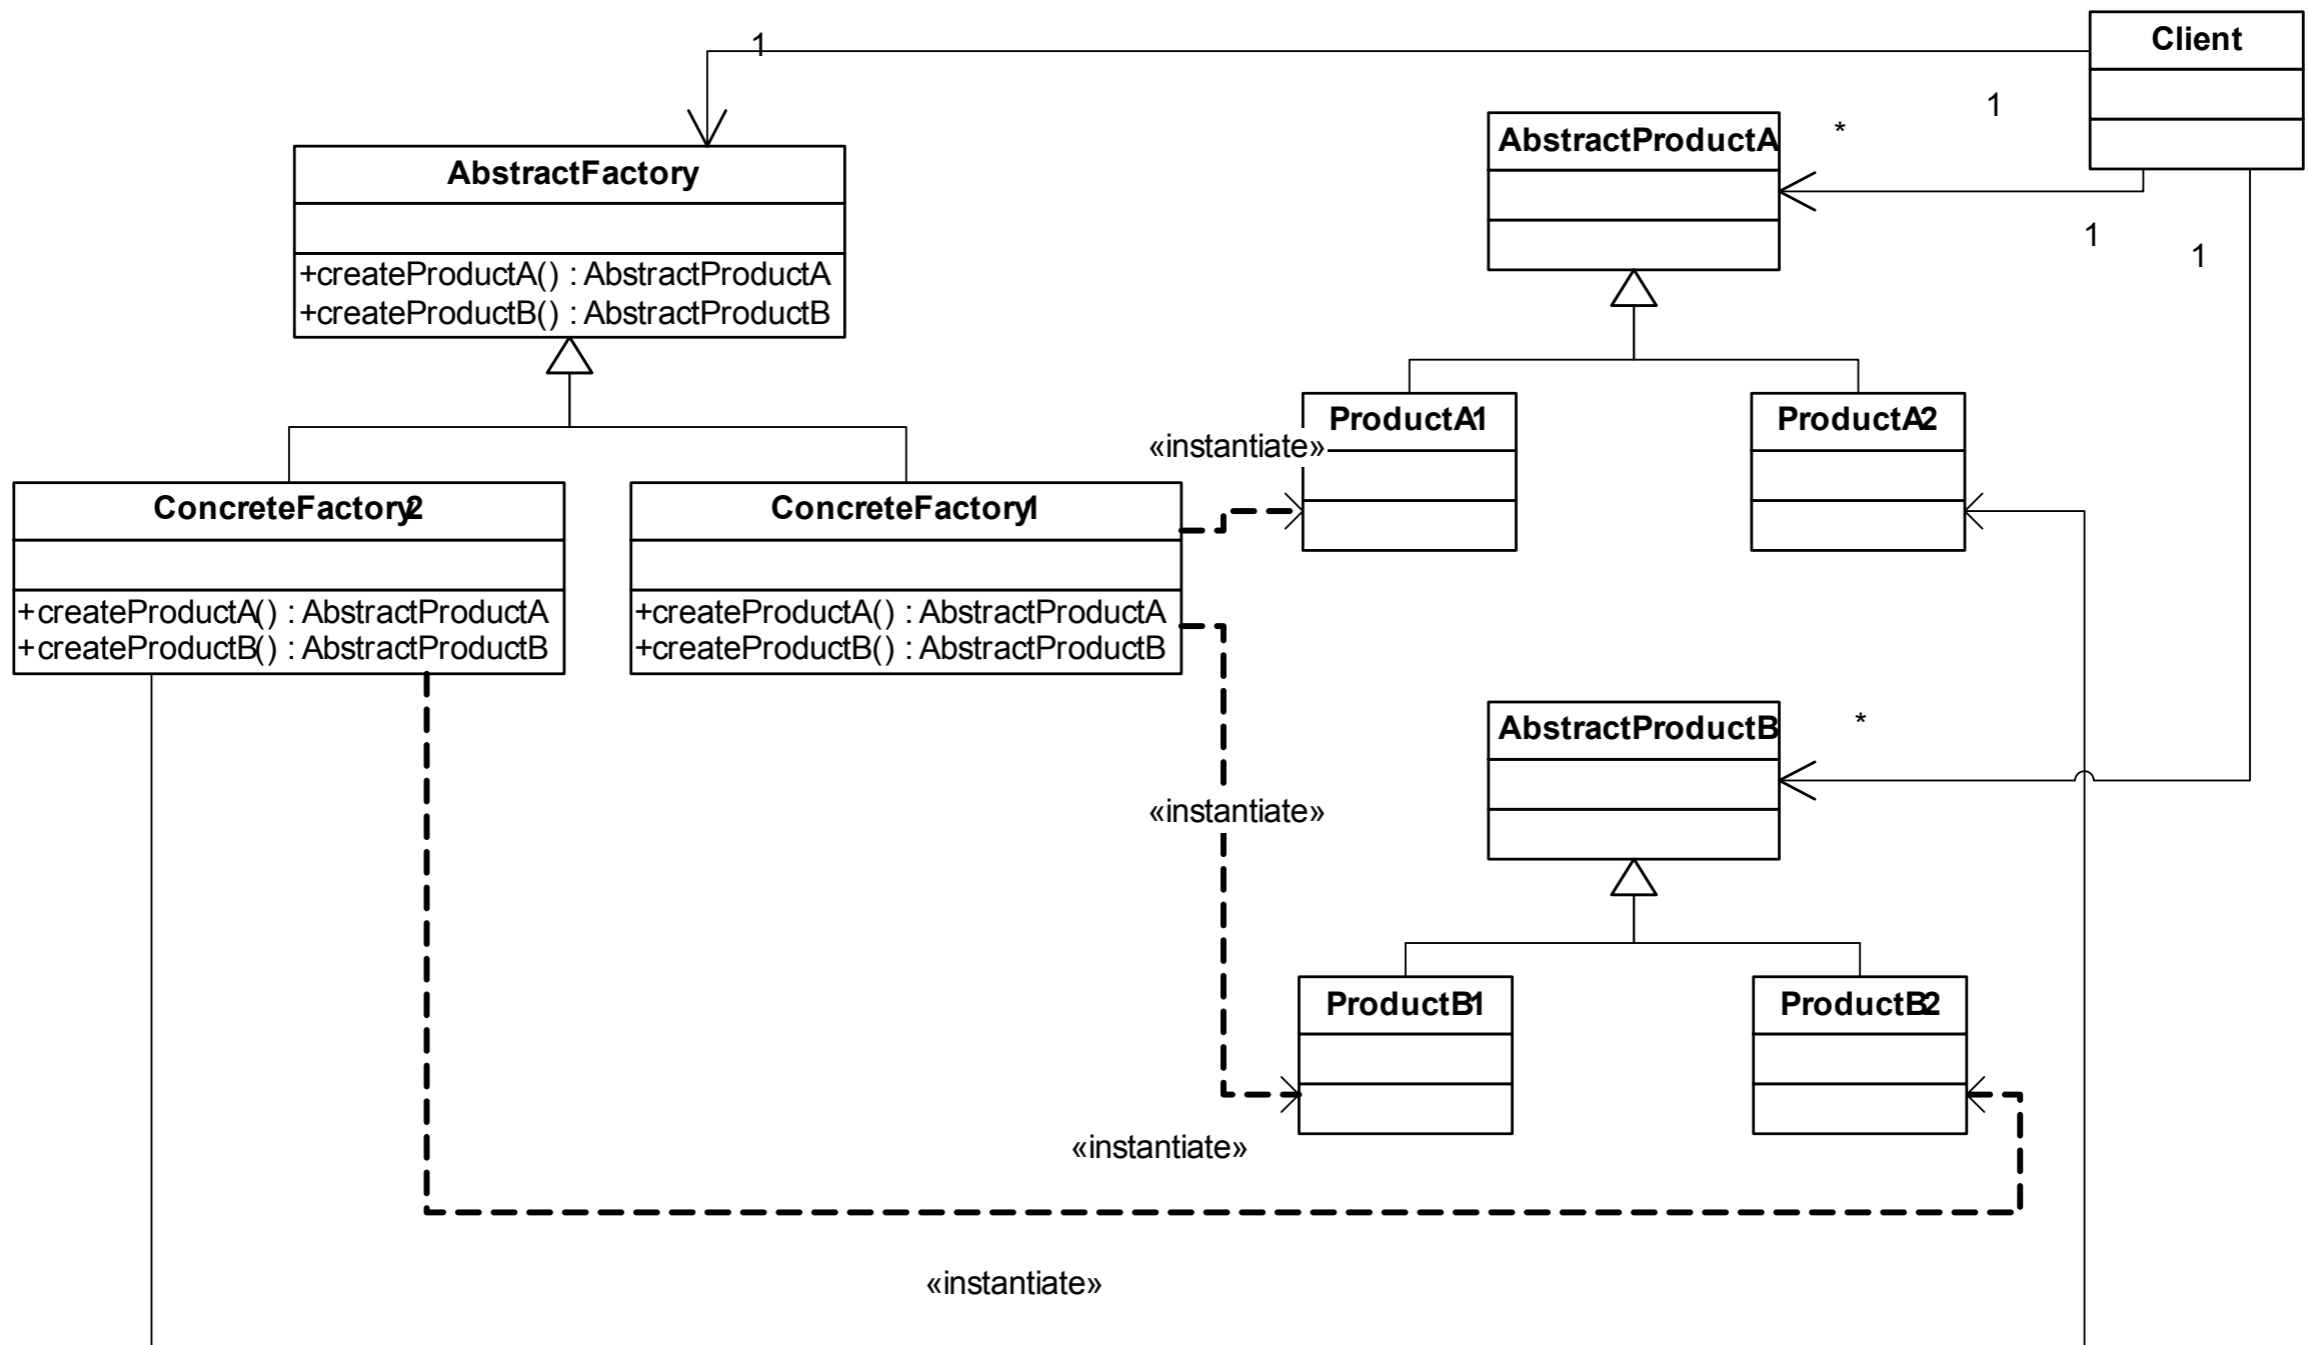 Client
1
1
*
AbstractProductA
AbstractFactory
1
1
+createProductA() : AbstractProductA
+createProductB() : AbstractProductB
ProductA1
ProductA2
«instantiate»
ConcreteFactory2
ConcreteFactory1
+createProductA() : AbstractProductA
+createProductB() : AbstractProductB
+createProductA() : AbstractProductA
+createProductB() : AbstractProductB
AbstractProductB
*
«instantiate»
ProductB1
ProductB2
«instantiate»
«instantiate»